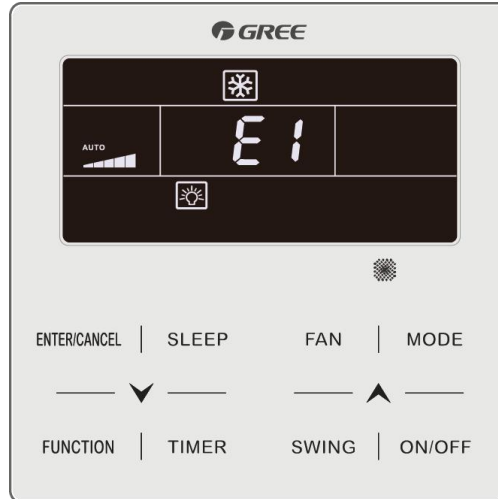 GREE
E1
AUTO
ENTER/CANCEL SLEEP FAN MODE
FUNCTION TIMER SWING ON/OFF